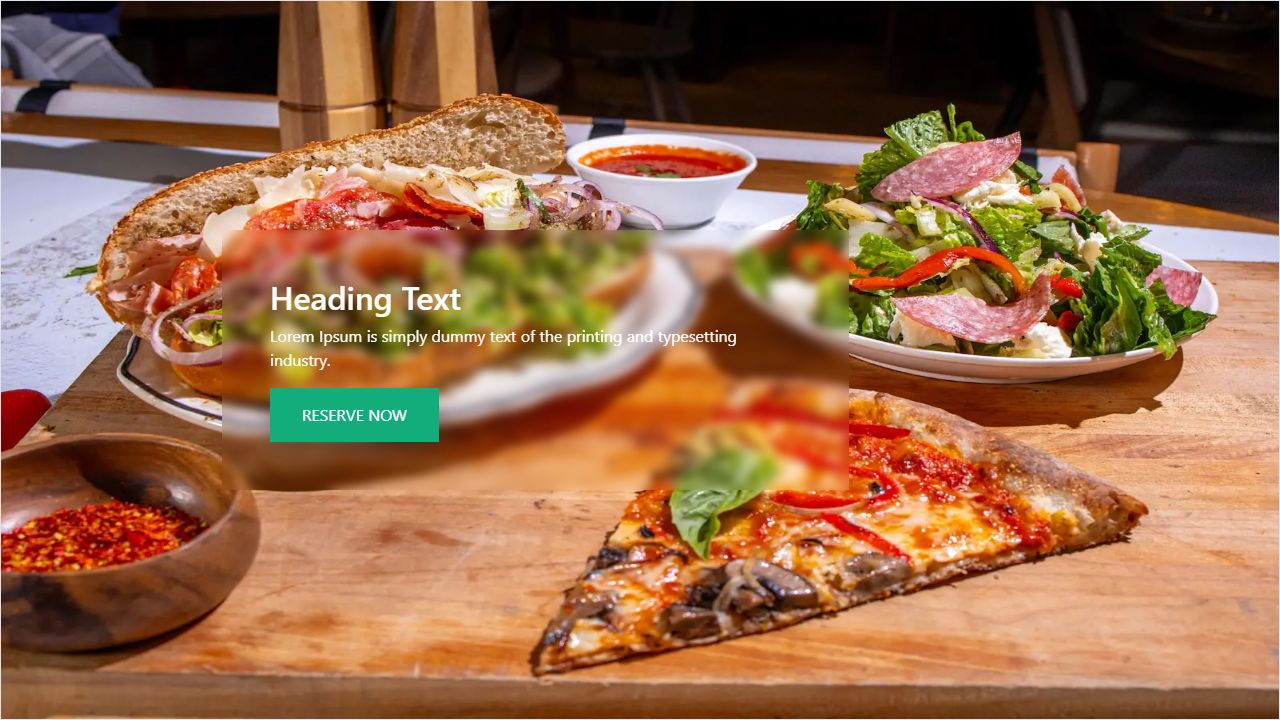 Heading Text
Lorem Ipsum is simply dummy text of the printing and typesetting
industry.
RESERVE NOW